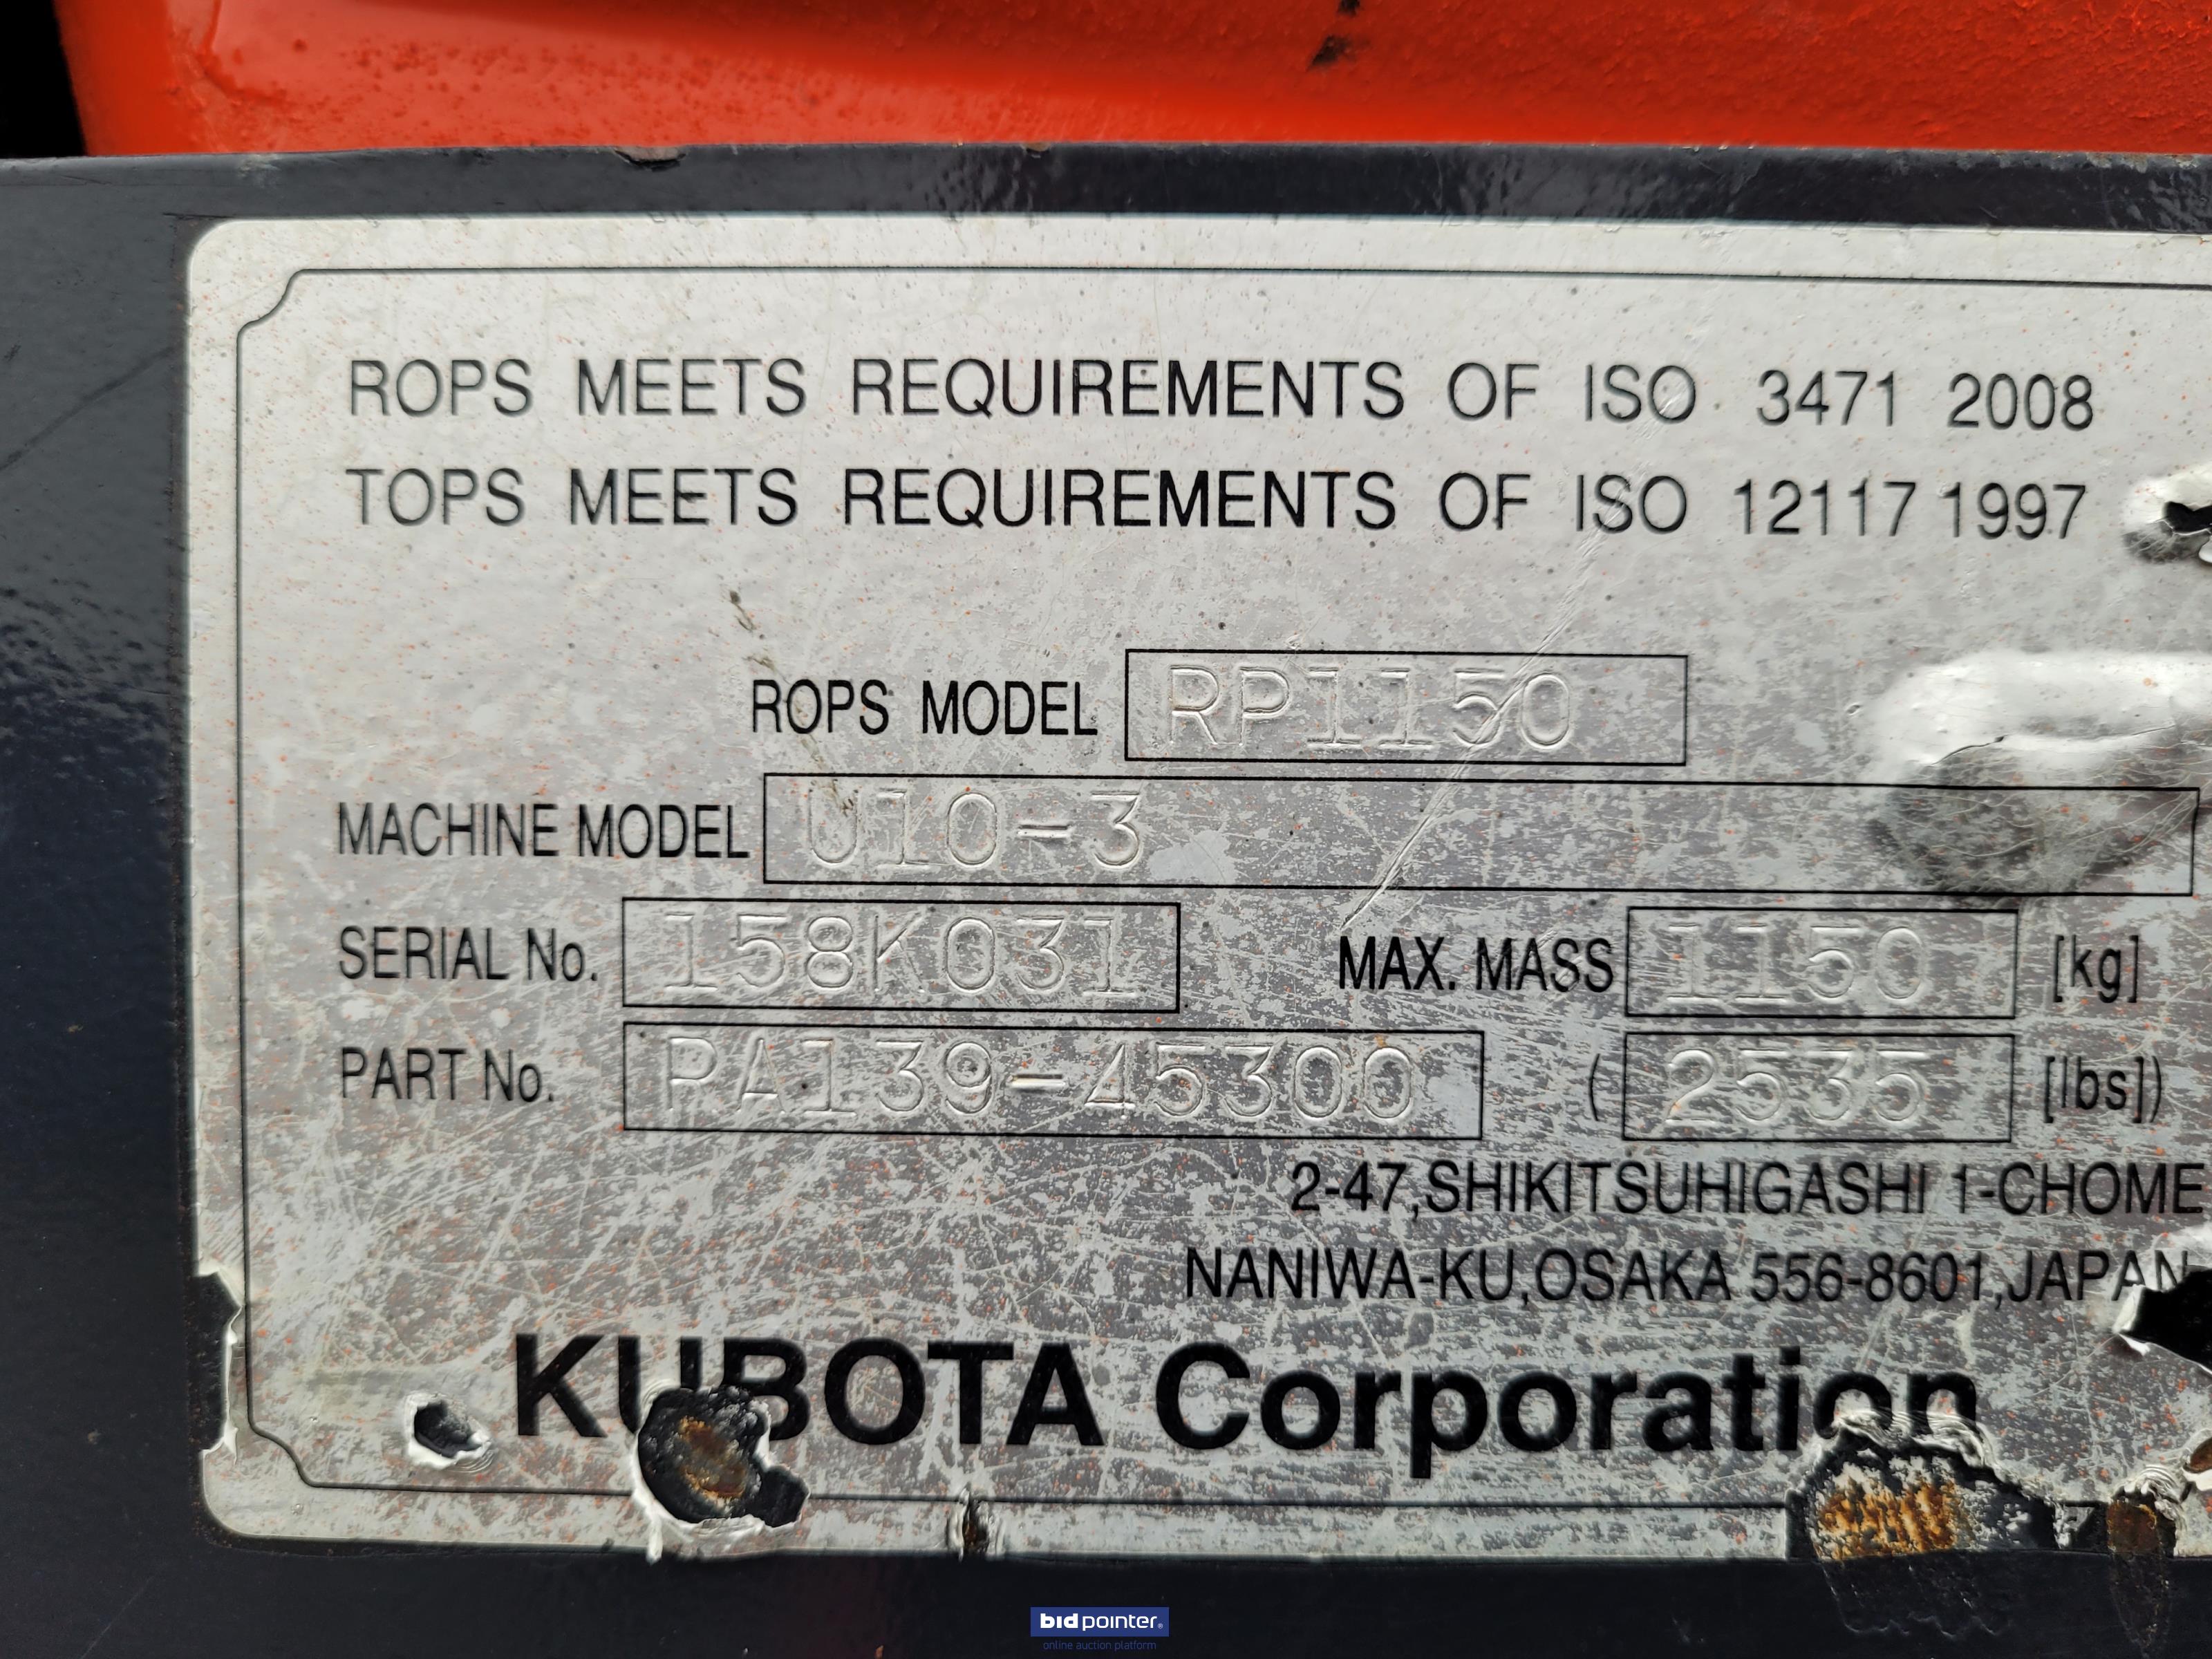 ROPS MEETS REQUIREMENTS OF ISO 3471 2008
TOPS MEETS REQUIREMENTS OF ISO 12117 1997
ROPS MODEL RP1150
MACHINE MODEL U10-3
SERIAL No. 158K031 MAX. MASS 1150 [kg]
PART No. PA139-45300 ( 2535 [lbs])
2-47,SHIKITSUHIGASHI 1-CHOME
NANIWA-KU,OSAKA 556-8601,JAPAN
KUBOTA Corporation
bidpointer.
online auction platform